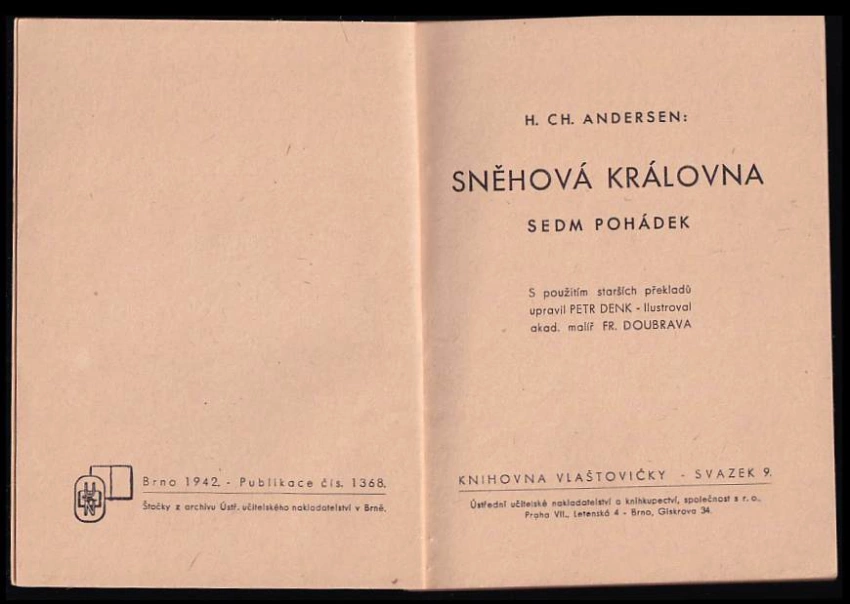 Brno 1942. - Publikace čís. 1368.
Štočky z archivu Ústř. učitelského nakladatelství v Brně.
H. CH. ANDERSEN:
SNĚHOVÁ KRÁLOVNA
SEDM POHÁDEK
S použitím starších překladů
upravil PETR DENK - Ilustroval
akad. malíř FR. DOUBRAVA
KNIHOVNA VLAŠTOVIČKY - SVAZEK 9.
Ústřední učitelské nakladatelství a knihkupectví, společnost s r. o.,
Praha VII., Letenská 4 - Brno, Giskrova 34.